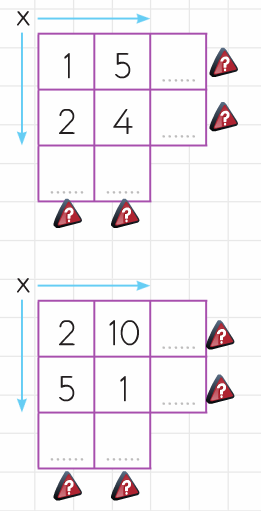 x
1 5 ......
2 4 ......
...... ......
? ?
x
2 10 ......
5 1 ......
...... ......
? ?